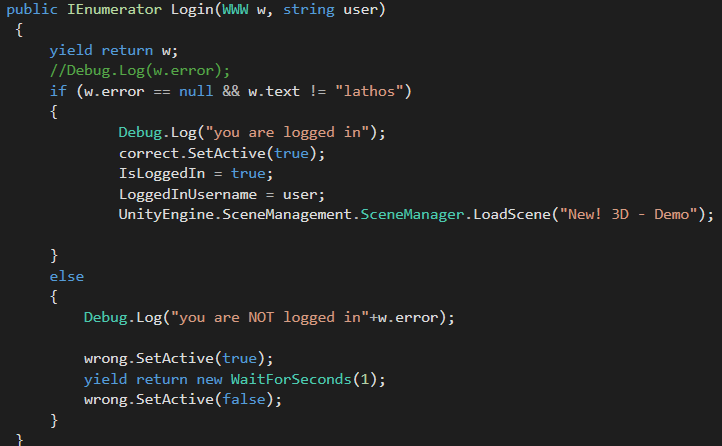 public IEnumerator Login(WWW w, string user)
{
yield return w;
//Debug.Log(w.error);
if (w.error == null && w.text != "lathos")
{
Debug.Log("you are logged in");
correct.SetActive(true);
IsLoggedIn = true;
LoggedInUsername = user;
UnityEngine.SceneManagement.SceneManager.LoadScene("New! 3D - Demo");
}
else
{
Debug.Log("you are NOT logged in"+w.error);
wrong.SetActive(true);
yield return new WaitForSeconds(1);
wrong.SetActive(false);
}
}